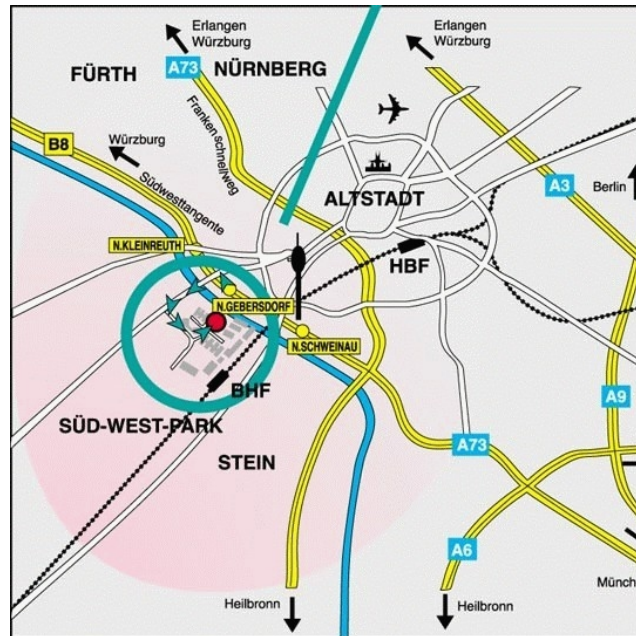 Erlangen
Würzburg
Erlangen
Würzburg
FÜRTH
A73
NÜRNBERG
B8
Würzburg
Frankenschnellweg
Südwesttangente
A3
Berlin
ALTSTADT
N.KLEINREUTH
HBF
N.GEBERSDORF
N.SCHWEINAU
BHF
A9
SÜD-WEST-PARK
STEIN
A73
A6
Münch
Heilbronn
Heilbronn